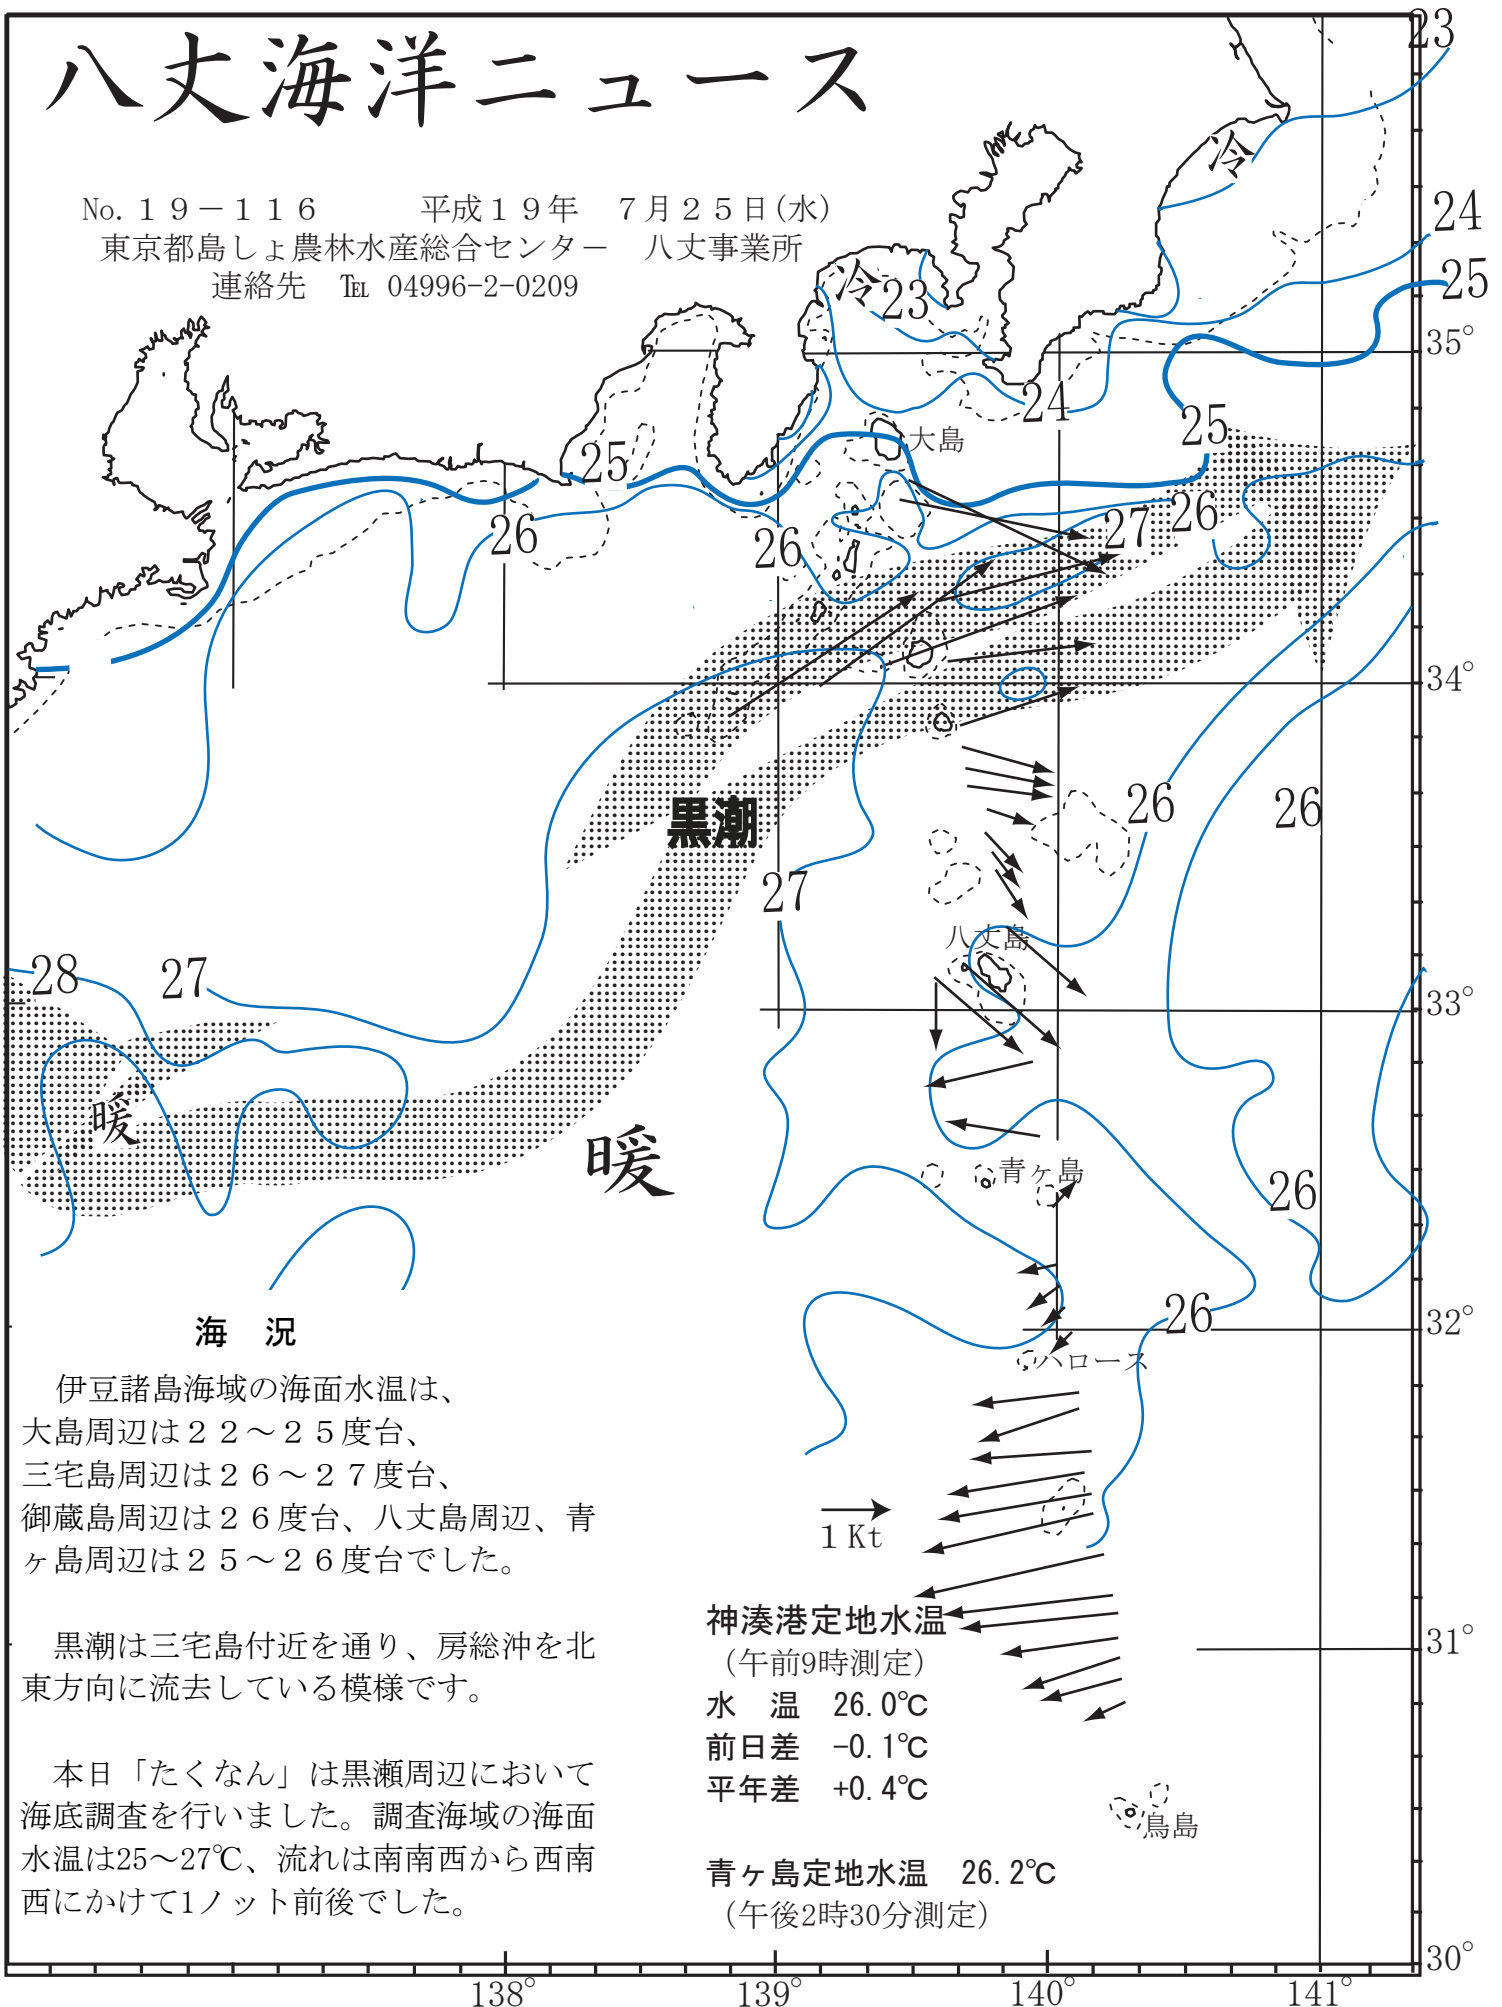 八丈海洋ニュース
No.１９－１１６　平成１９年　７月２５日(水)
東京都島しょ農林水産総合センター　八丈事業所
連絡先　℡ 04996-2-0209
23
冷
24
冷
23
25
35°
24
大島
25
25
26
26
27
26
34°
黒潮
26
26
27
八丈島
28
27
33°
暖
暖
青ヶ島
26
26
32°
ハロース
海　況
伊豆諸島海域の海面水温は、
大島周辺は２２～２５度台、
三宅島周辺は２６～２７度台、
御蔵島周辺は２６度台、八丈島周辺、青
ヶ島周辺は２５～２６度台でした。
黒潮は三宅島付近を通り、房総沖を北
東方向に流去している模様です。
本日「たくなん」は黒瀬周辺において
海底調査を行いました。調査海域の海面
水温は25～27℃、流れは南南西から西南
西にかけて1ノット前後でした。
１Kt
神湊港定地水温
（午前9時測定）
水　温　26.0℃
前日差　-0.1℃
平年差　+0.4℃
青ヶ島定地水温　26.2℃
（午後2時30分測定）
31°
鳥島
30°
138°
139°
140°
141°